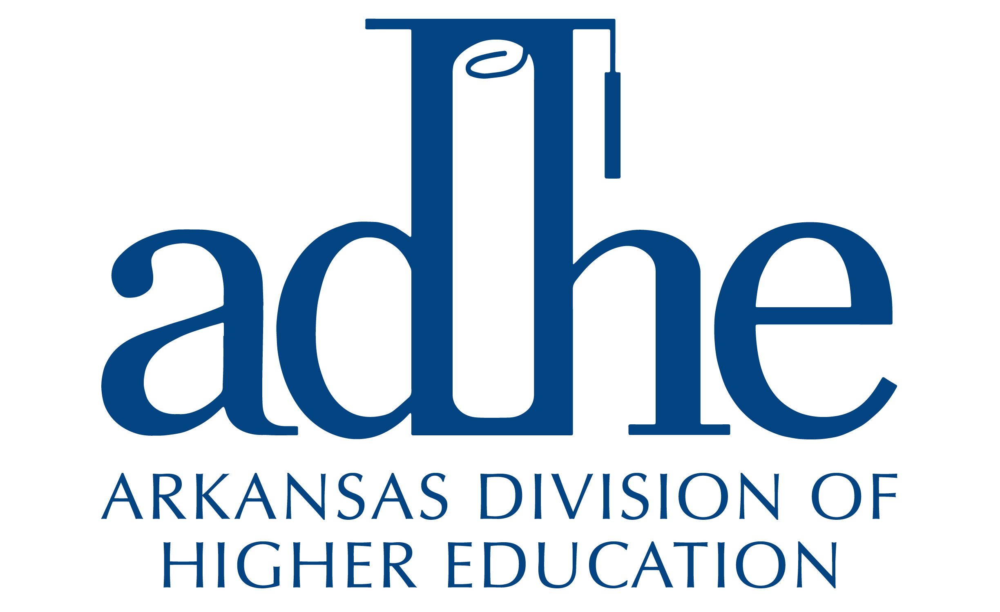 adhe
ARKANSAS DIVISION OF
HIGHER EDUCATION